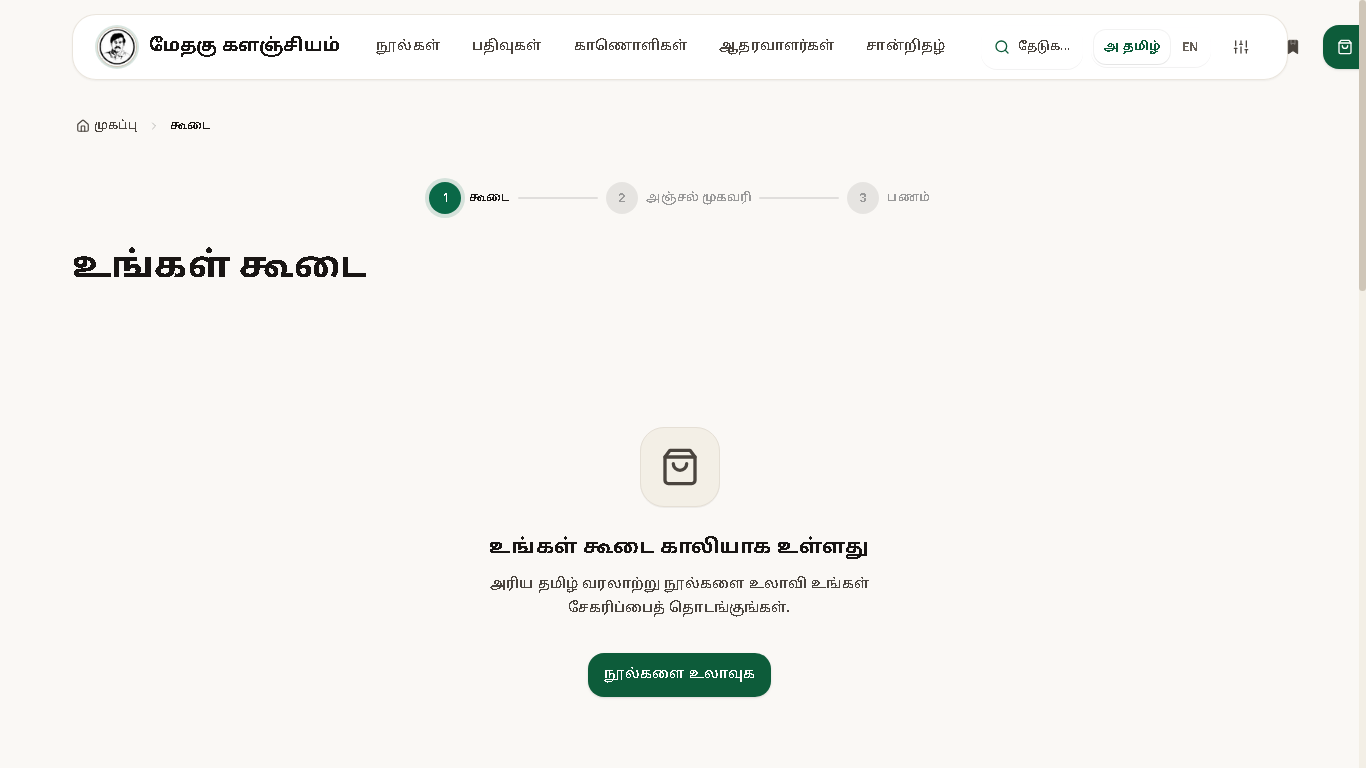 மேதகு களஞ்சியம்
நூல்கள்
பதிவுகள்
காணொளிகள்
ஆதரவாளர்கள்
சான்றிதழ்
தேடுக...
அ தமிழ்
EN
முகப்பு
கூடை
1 கூடை
2 அஞ்சல் முகவரி
3 பணம்
உங்கள் கூடை
உங்கள் கூடை காலியாக உள்ளது
அரிய தமிழ் வரலாற்று நூல்களை உலாவி உங்கள்
சேகரிப்பைத் தொடங்குங்கள்.
நூல்களை உலாவுக